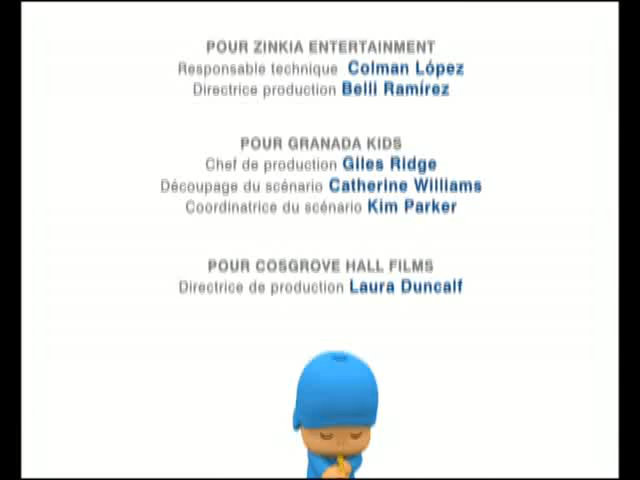 POUR ZINKIA ENTERTAINMENT
Responsable technique Colman López
Directrice production Belli Ramírez
POUR GRANADA KIDS
Chef de production Giles Ridge
Découpage du scénario Catherine Williams
Coordinatrice du scénario Kim Parker
POUR COSGROVE HALL FILMS
Directrice de production Laura Duncalf